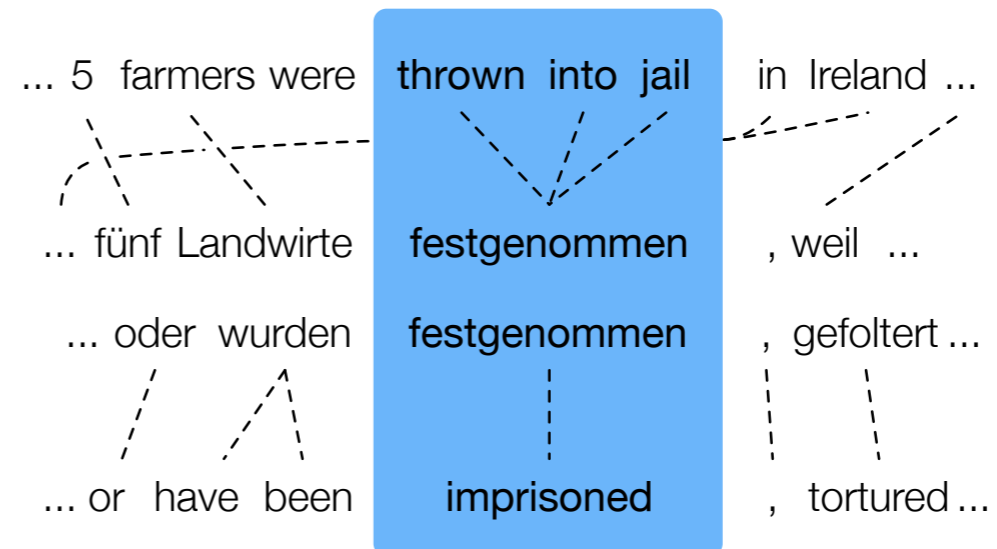 ... 5 farmers were thrown into jail in Ireland ...
... fünf Landwirte festgenommen , weil ...
... oder wurden festgenommen , gefoltert ...
... or have been imprisoned , tortured ...